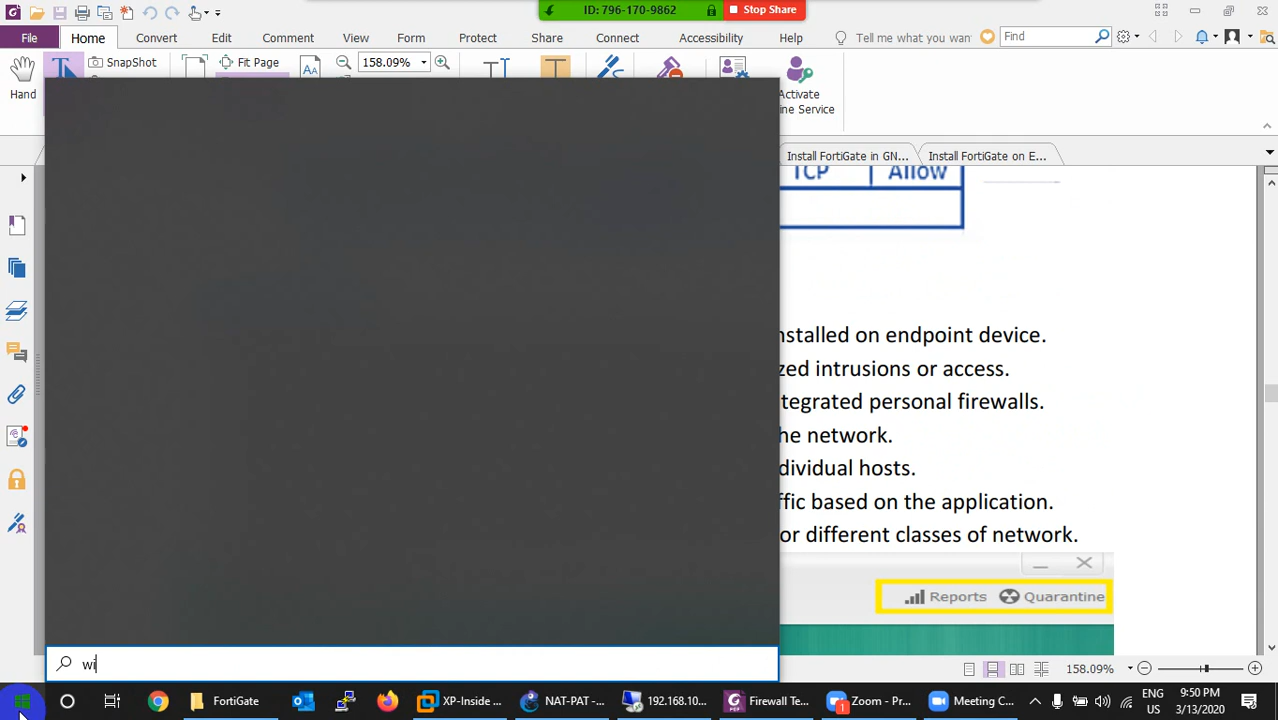 ID: 796-170-9862 Stop Share
File Home Convert Edit Comment View Form Protect Share Connect Accessibility Help Tell me what you want Find
Hand SnapShot Fit Page 158.09% Activate
ne Service
Install FortiGate in GN... Install FortiGate on E...
TCP Allow
nstalled on endpoint device.
zed intrusions or access.
tegrated personal firewalls.
he network.
dividual hosts.
ffic based on the application.
or different classes of network.
Reports Quarantine
wi
158.09%
FortiGate XP-Inside ... NAT-PAT -... 192.168.10... Firewall Te... Zoom - Pr... Meeting C... ENG 9:50 PM
US 3/13/2020